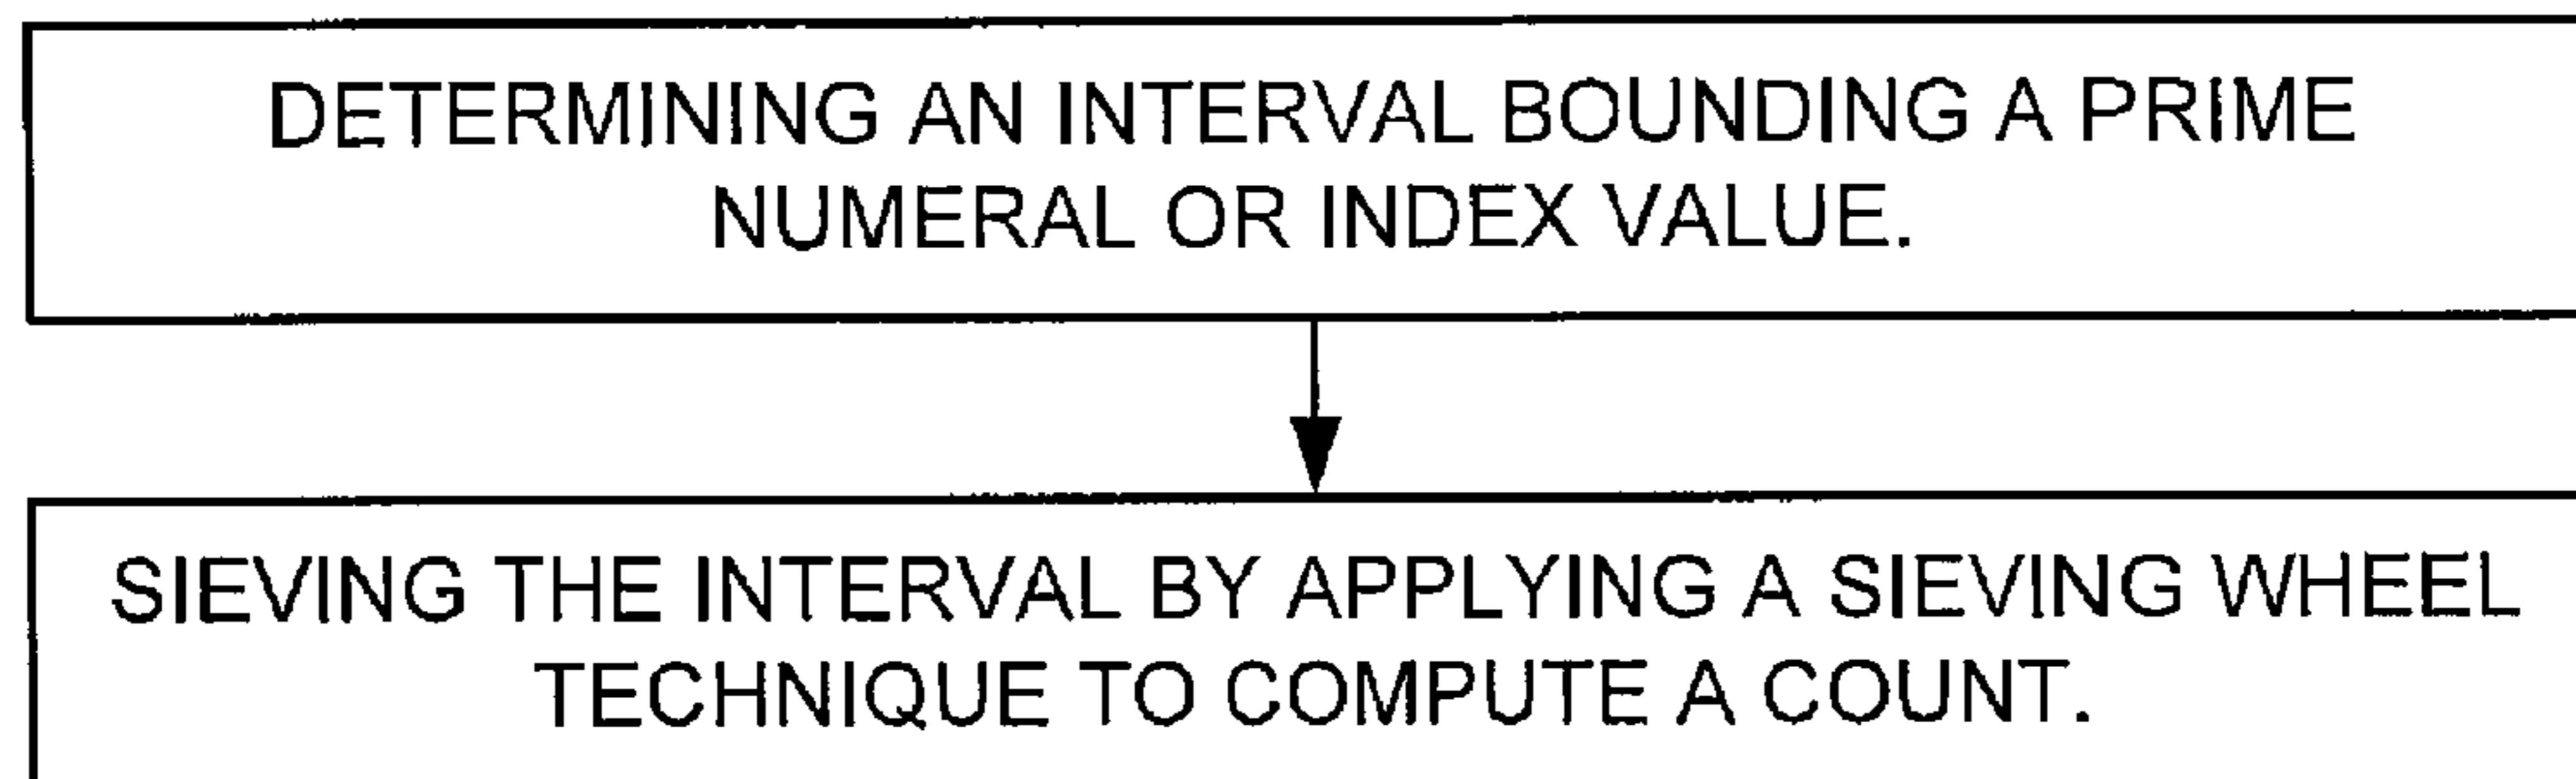 DETERMINING AN INTERVAL BOUNDING A PRIME
NUMERAL OR INDEX VALUE.
SIEVING THE INTERVAL BY APPLYING A SIEVING WHEEL
TECHNIQUE TO COMPUTE A COUNT.